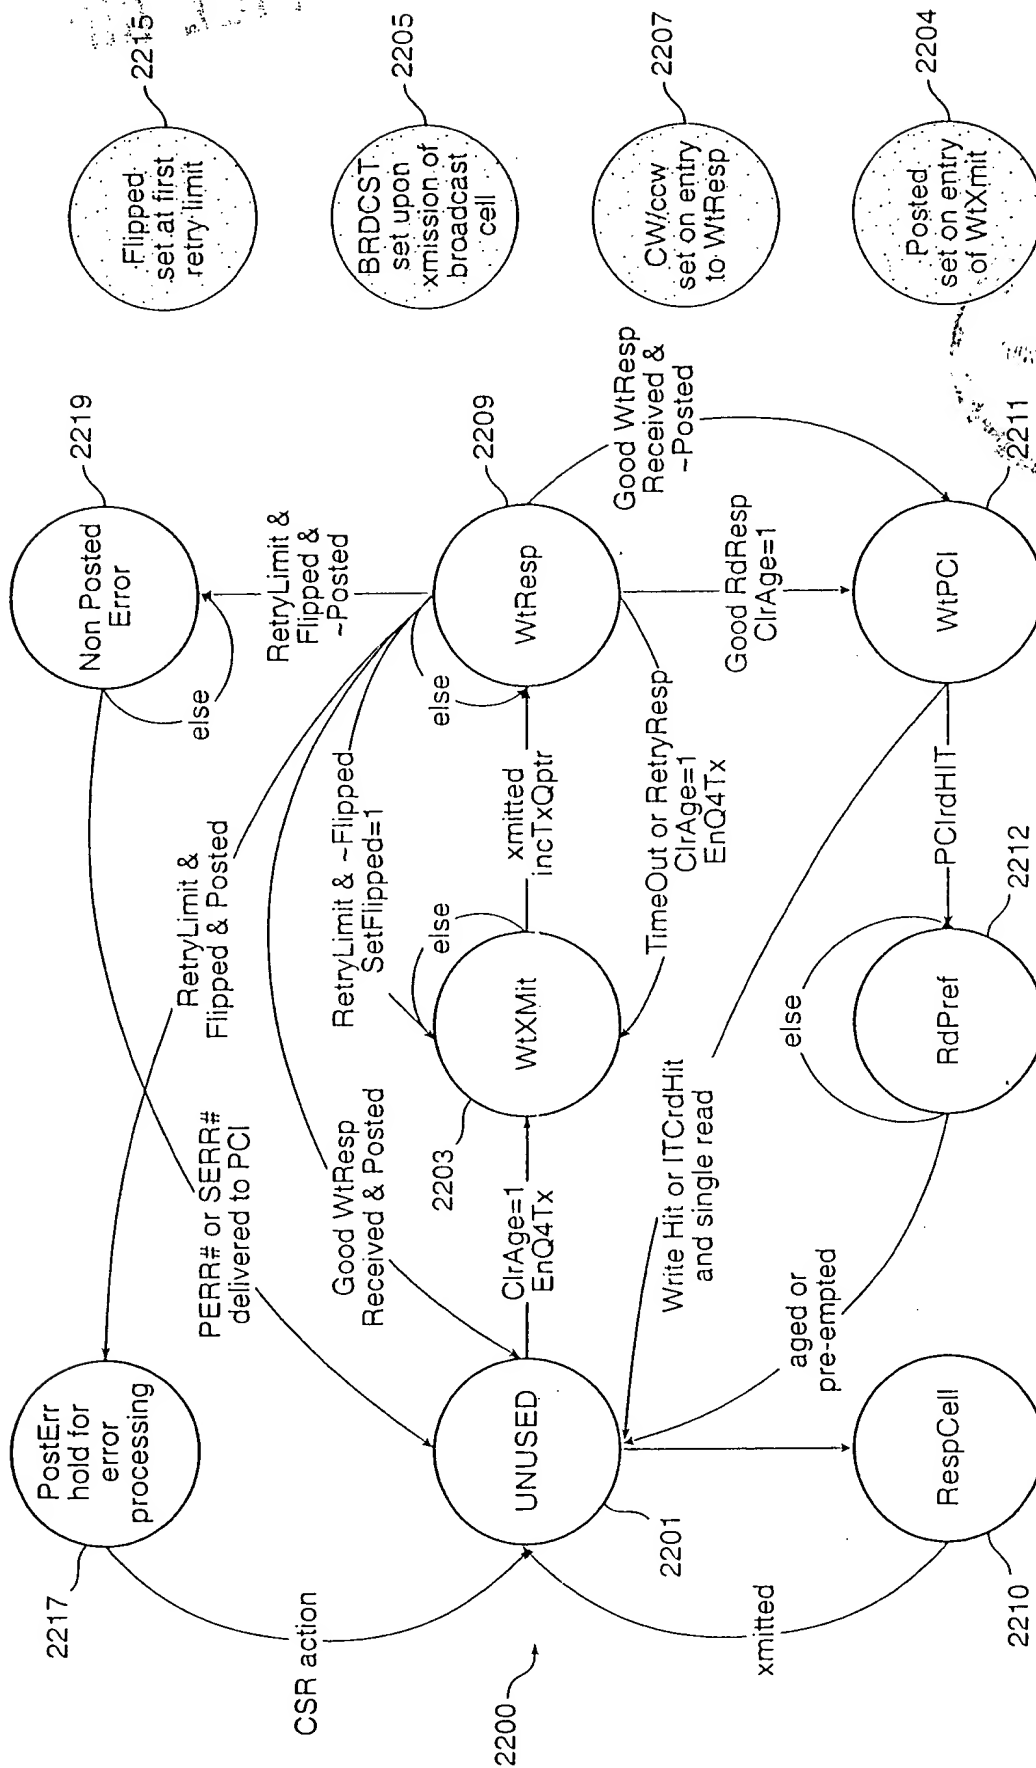 PostErr
hold for
error
processing
2217
CSR action
PERR# or SERR#
delivered to PCI
RetryLimit &
Flipped & Posted
Non Posted
Error
2219
else
RetryLimit &
Flipped &
~Posted
Flipped
set at first
retry limit
2215
Good WtResp
Received & Posted
RetryLimit & ~Flipped
SetFlipped=1
else
BRDCST
set upon
xmission of
broadcast
cell
2205
2200
UNUSED
2201
ClrAge=1
EnQ4Tx
WtXMit
2203
else
xmitted
incTxQptr
WtResp
2209
TimeOut or RetryResp
ClrAge=1
EnQ4Tx
Good RdResp
ClrAge=1
Good WtResp
Received &
~Posted
CW/ccw
set on entry
to WtResp
2207
Write Hit or ITCrdHit
and single read
xmitted
aged or
pre-empted
else
RespCell
2210
RdPref
2212
PCIrdHIT
WtPCI
2211
Posted
set on entry
of WtXmit
2204